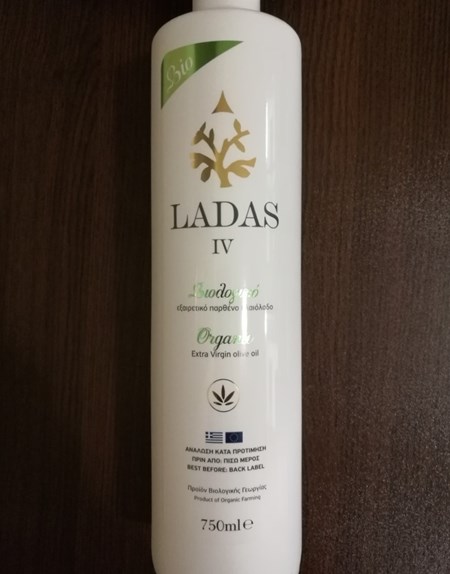 Bio
LADAS
IV
Βιολογικό
εξαιρετικό παρθένο ελαιόλαδο
Organic
Extra Virgin olive oil
ΑΝΑΛΩΣΗ ΚΑΤΑ ΠΡΟΤΙΜΗΣΗ
ΠΡΙΝ ΑΠΟ: ΠΙΣΩ ΜΕΡΟΣ
BEST BEFORE: BACK LABEL
Προϊόν Βιολογικής Γεωργίας
Product of Organic Farming
750ml℮